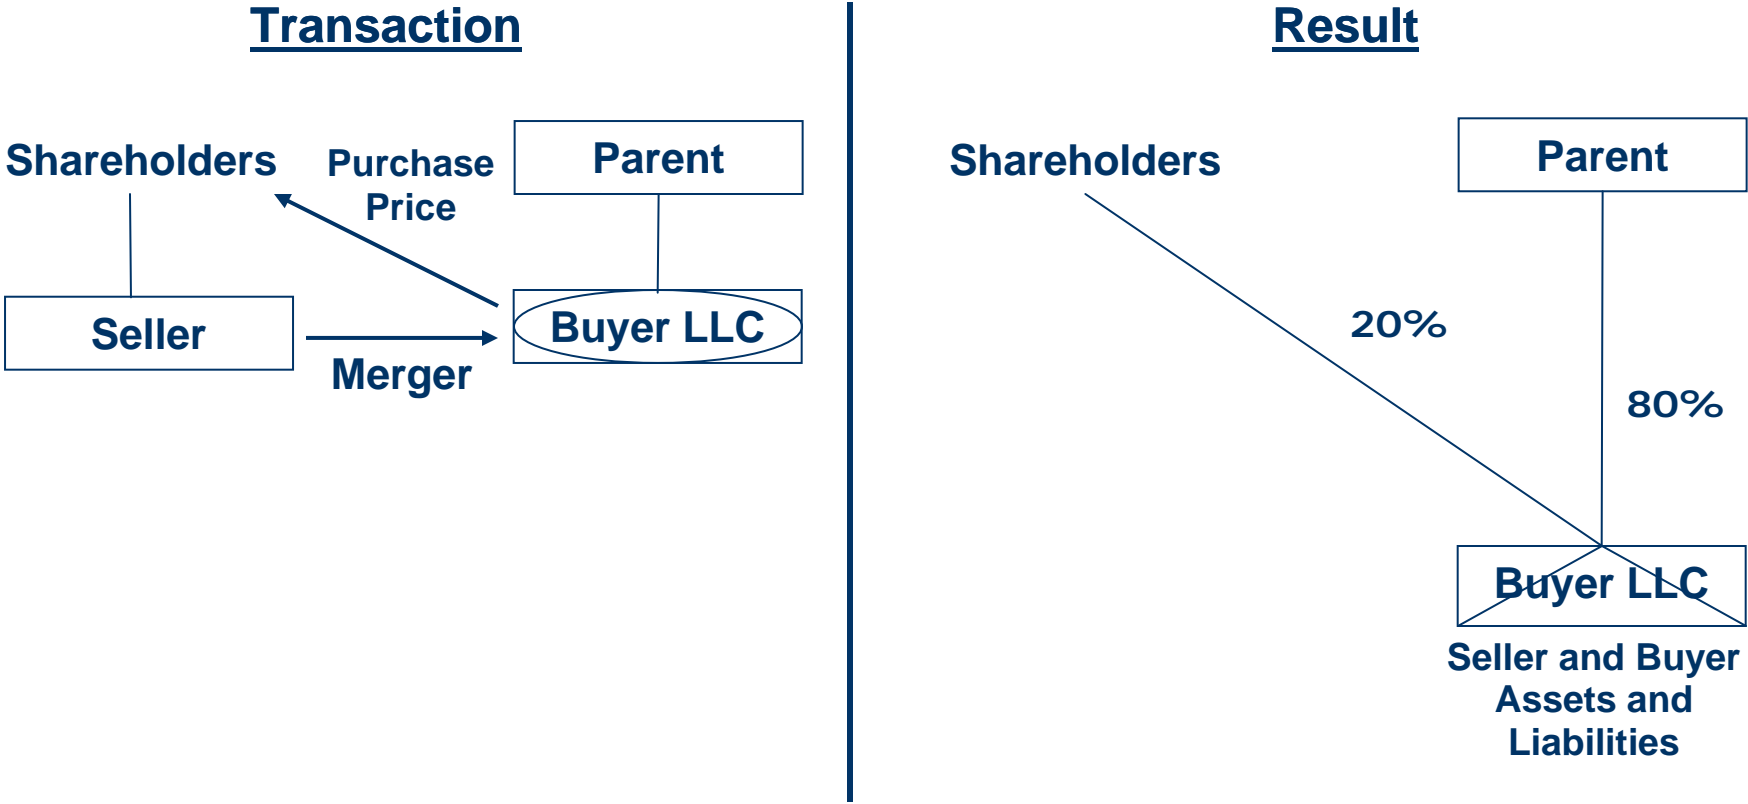 Transaction
Shareholders
Purchase
Price
Parent
Seller
Merger
Buyer LLC
Result
Shareholders
Parent
20%
80%
Buyer LLC
Seller and Buyer
Assets and
Liabilities